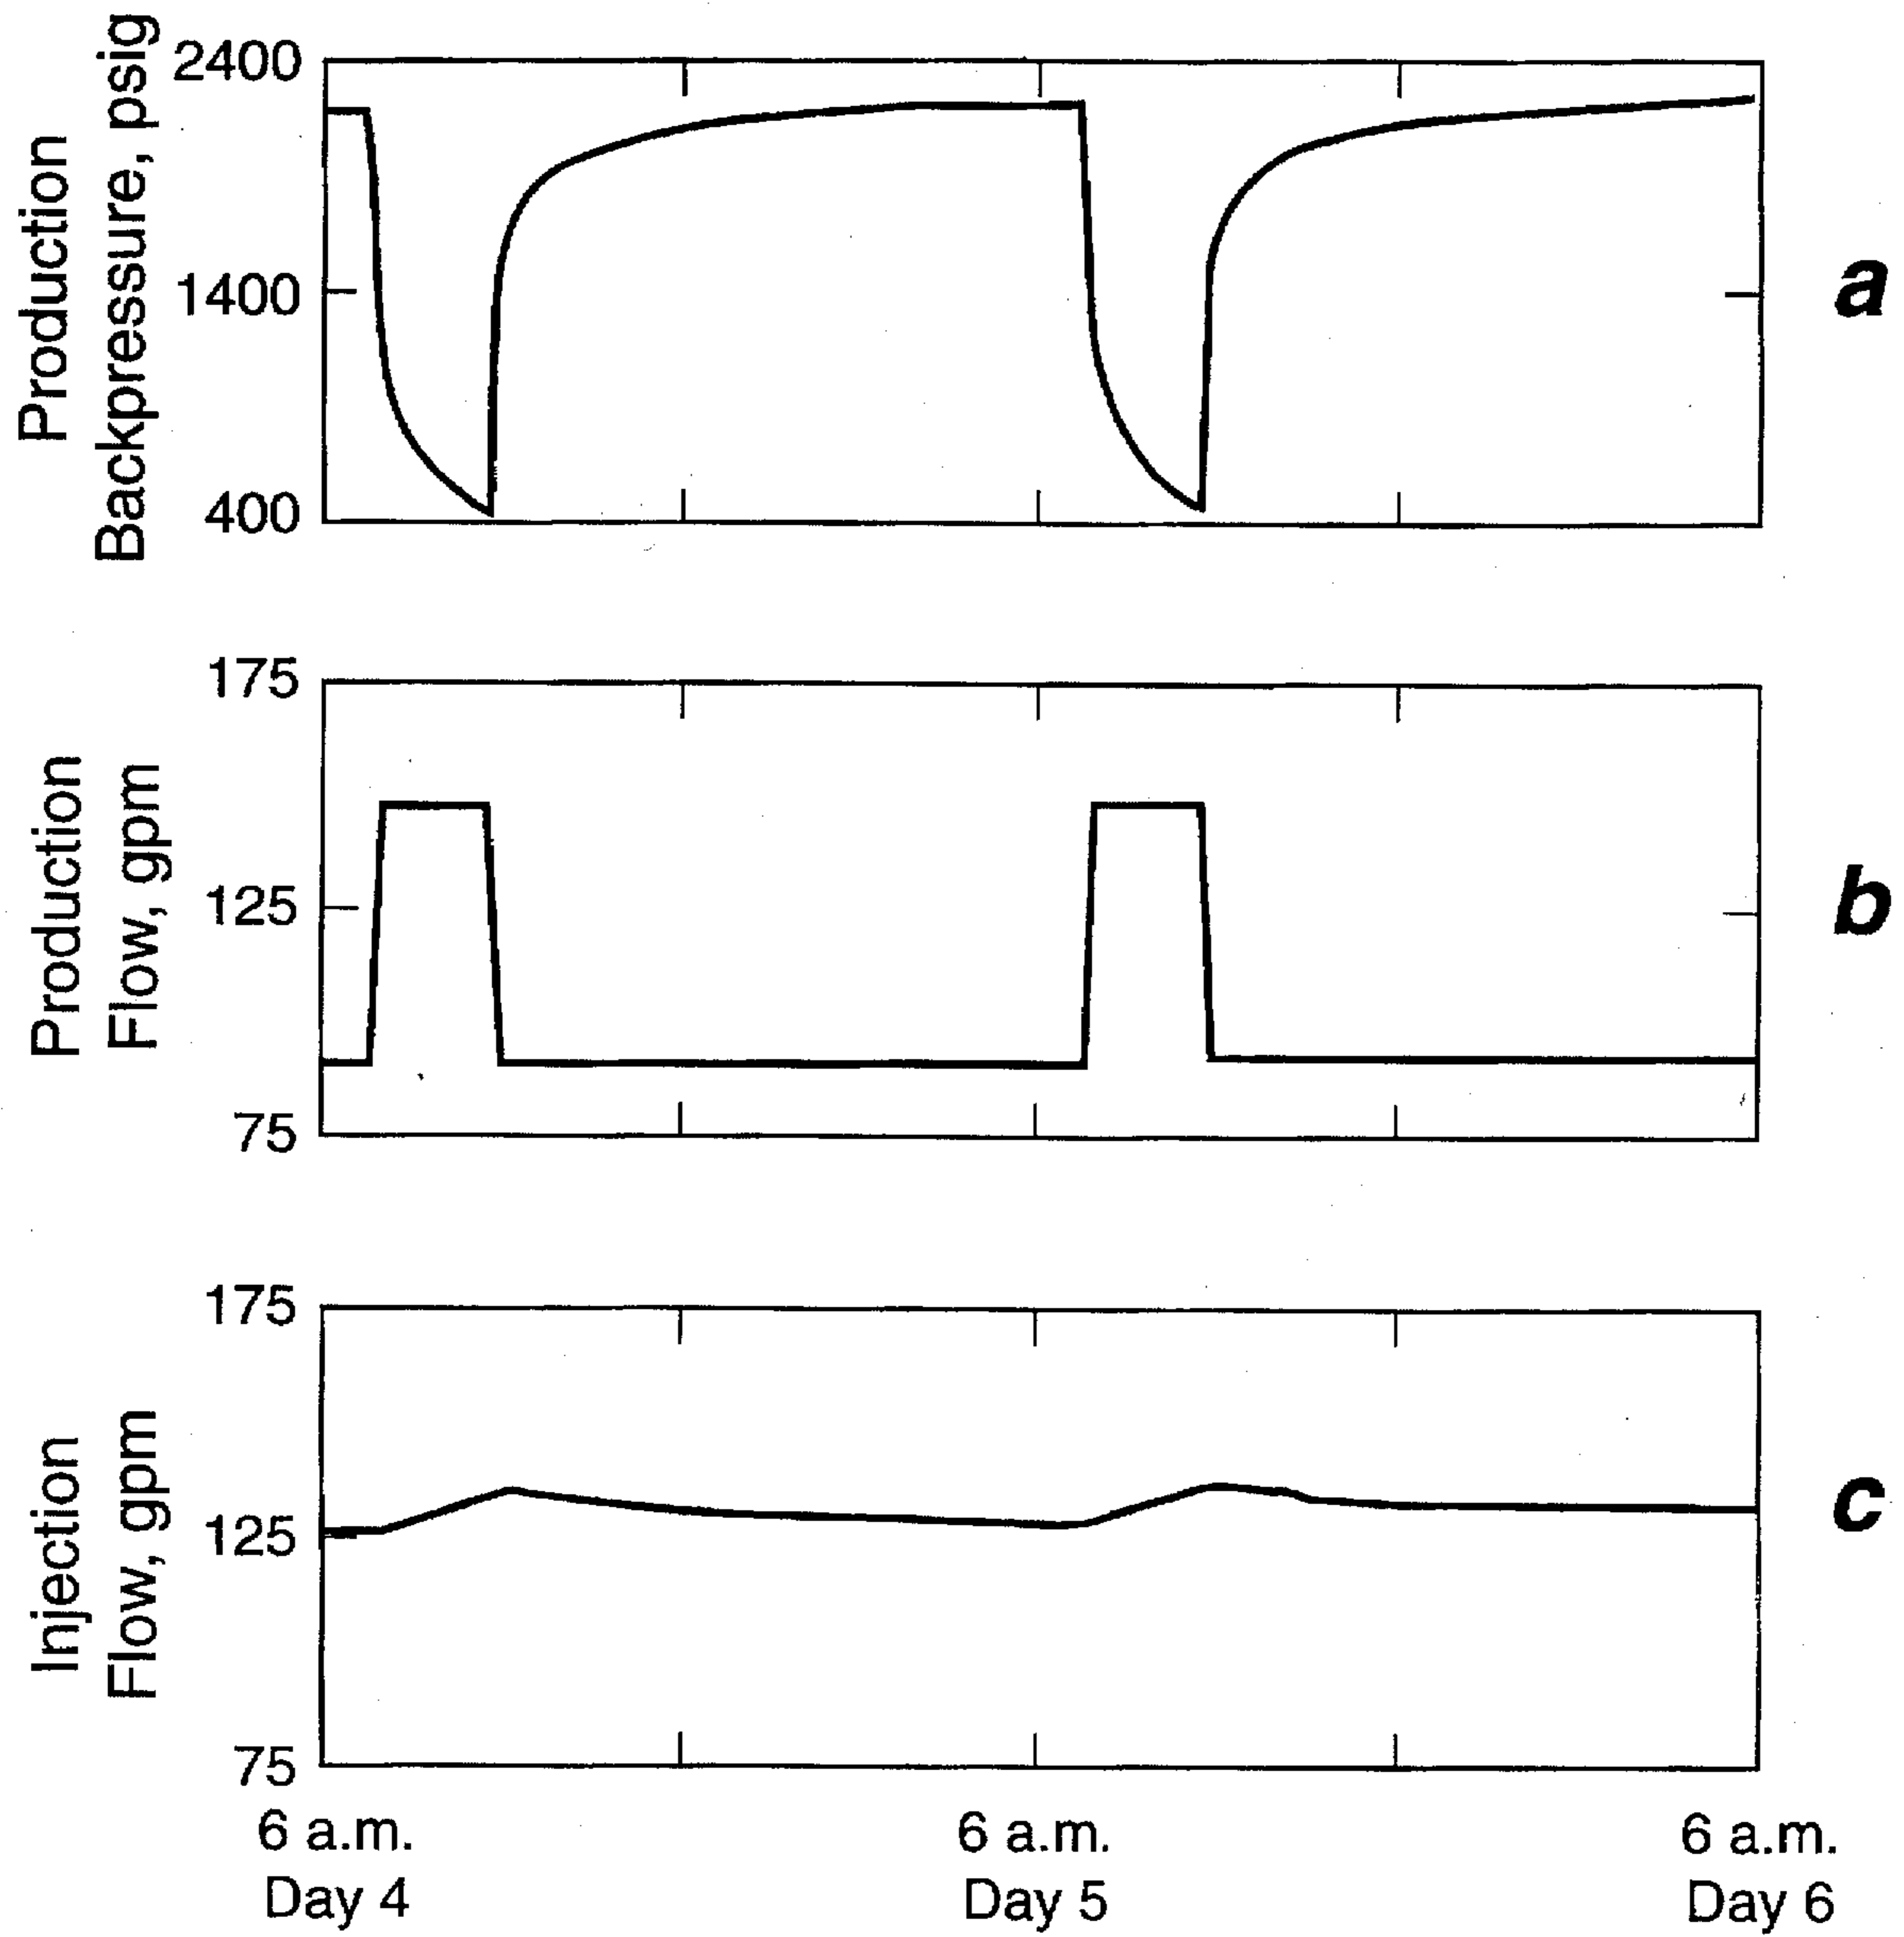 Production
Backpressure, psig
2400
1400
400
a
Production
Flow, gpm
175
125
75
b
Injection
Flow, gpm
175
125
75
c
6 a.m. 6 a.m. 6 a.m.
Day 4 Day 5 Day 6